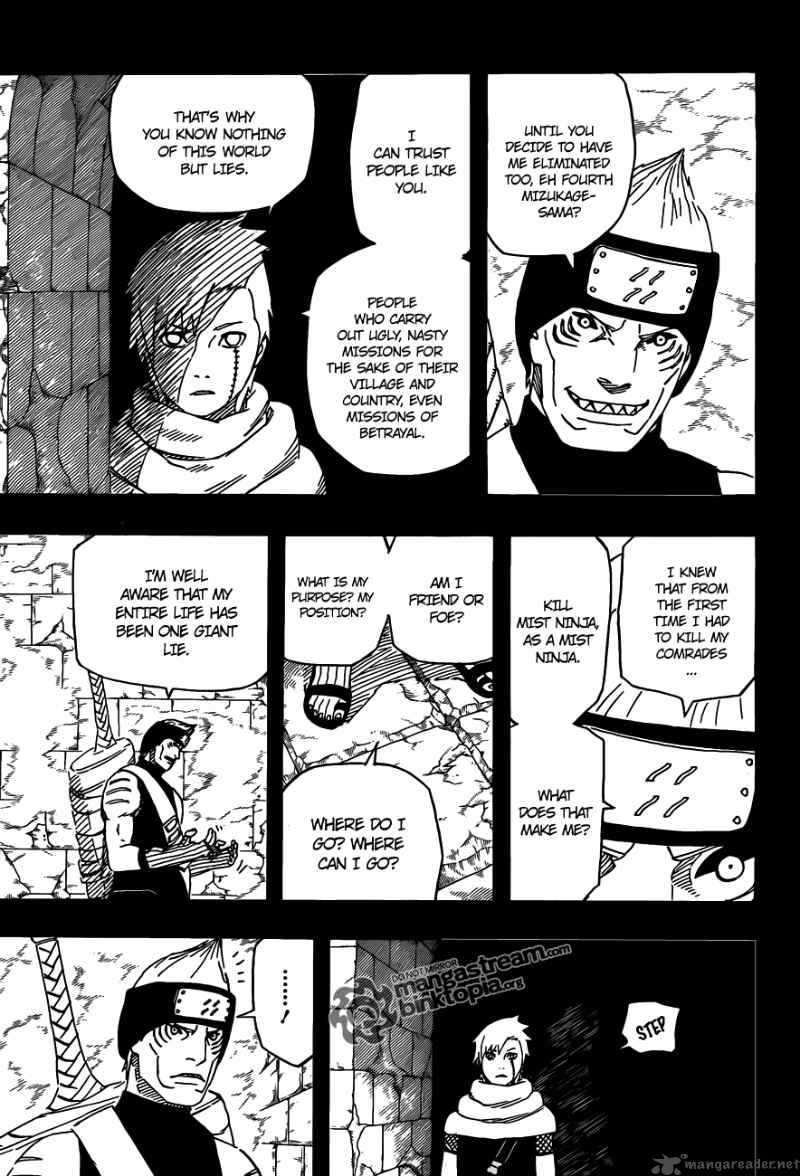 UNTIL YOU
DECIDE TO HAVE
ME ELIMINATED
TOO, EH FOURTH
MIZUKAGE-
SAMA?
I
CAN TRUST
PEOPLE LIKE
YOU.
PEOPLE
WHO CARRY
OUT UGLY, NASTY
MISSIONS FOR
THE SAKE OF THEIR
VILLAGE AND
COUNTRY, EVEN
MISSIONS OF
BETRAYAL.
THAT'S WHY
YOU KNOW NOTHING
OF THIS WORLD
BUT LIES.
I KNEW
THAT FROM
THE FIRST
TIME I HAD
TO KILL MY
COMRADES
...
KILL
MIST NINJA,
AS A MIST
NINJA.
WHAT
DOES THAT
MAKE ME?
AM I
FRIEND OR
FOE?
WHAT IS MY
PURPOSE? MY
POSITION?
WHERE DO I
GO? WHERE
CAN I GO?
I'M WELL
AWARE THAT MY
ENTIRE LIFE HAS
BEEN ONE GIANT
LIE.
STEP
DO NOT MIRROR
mangastream.com
binktopia.org
......!
mangareader.net